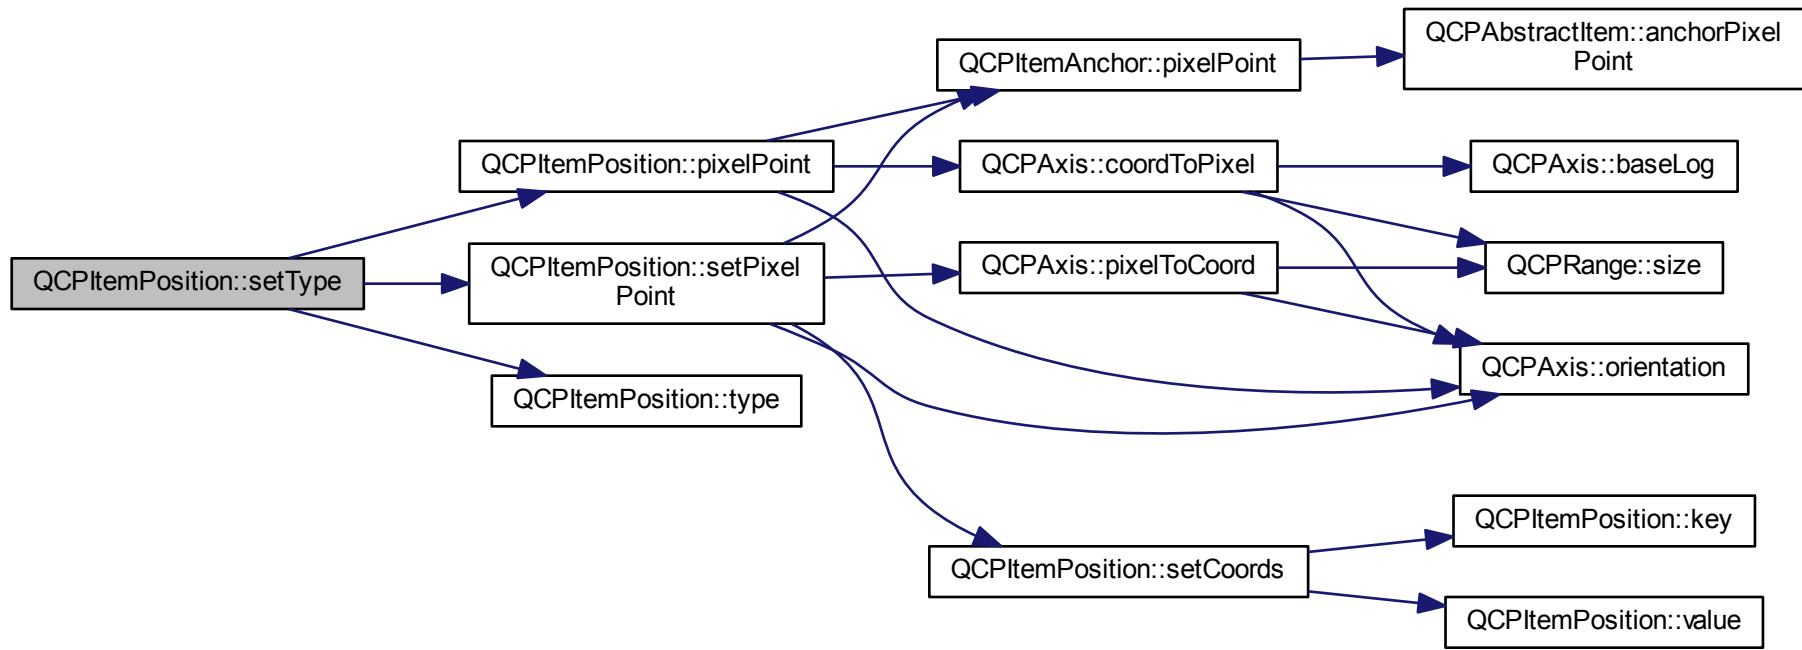 QCPItemPosition::setType
QCPItemPosition::pixelPoint
QCPItemPosition::setPixel
Point
QCPItemPosition::type
QCPItemAnchor::pixelPoint
QCPAxis::coordToPixel
QCPAxis::pixelToCoord
QCPItemPosition::setCoords
QCPAbstractItem::anchorPixel
Point
QCPAxis::baseLog
QCPRange::size
QCPAxis::orientation
QCPItemPosition::key
QCPItemPosition::value